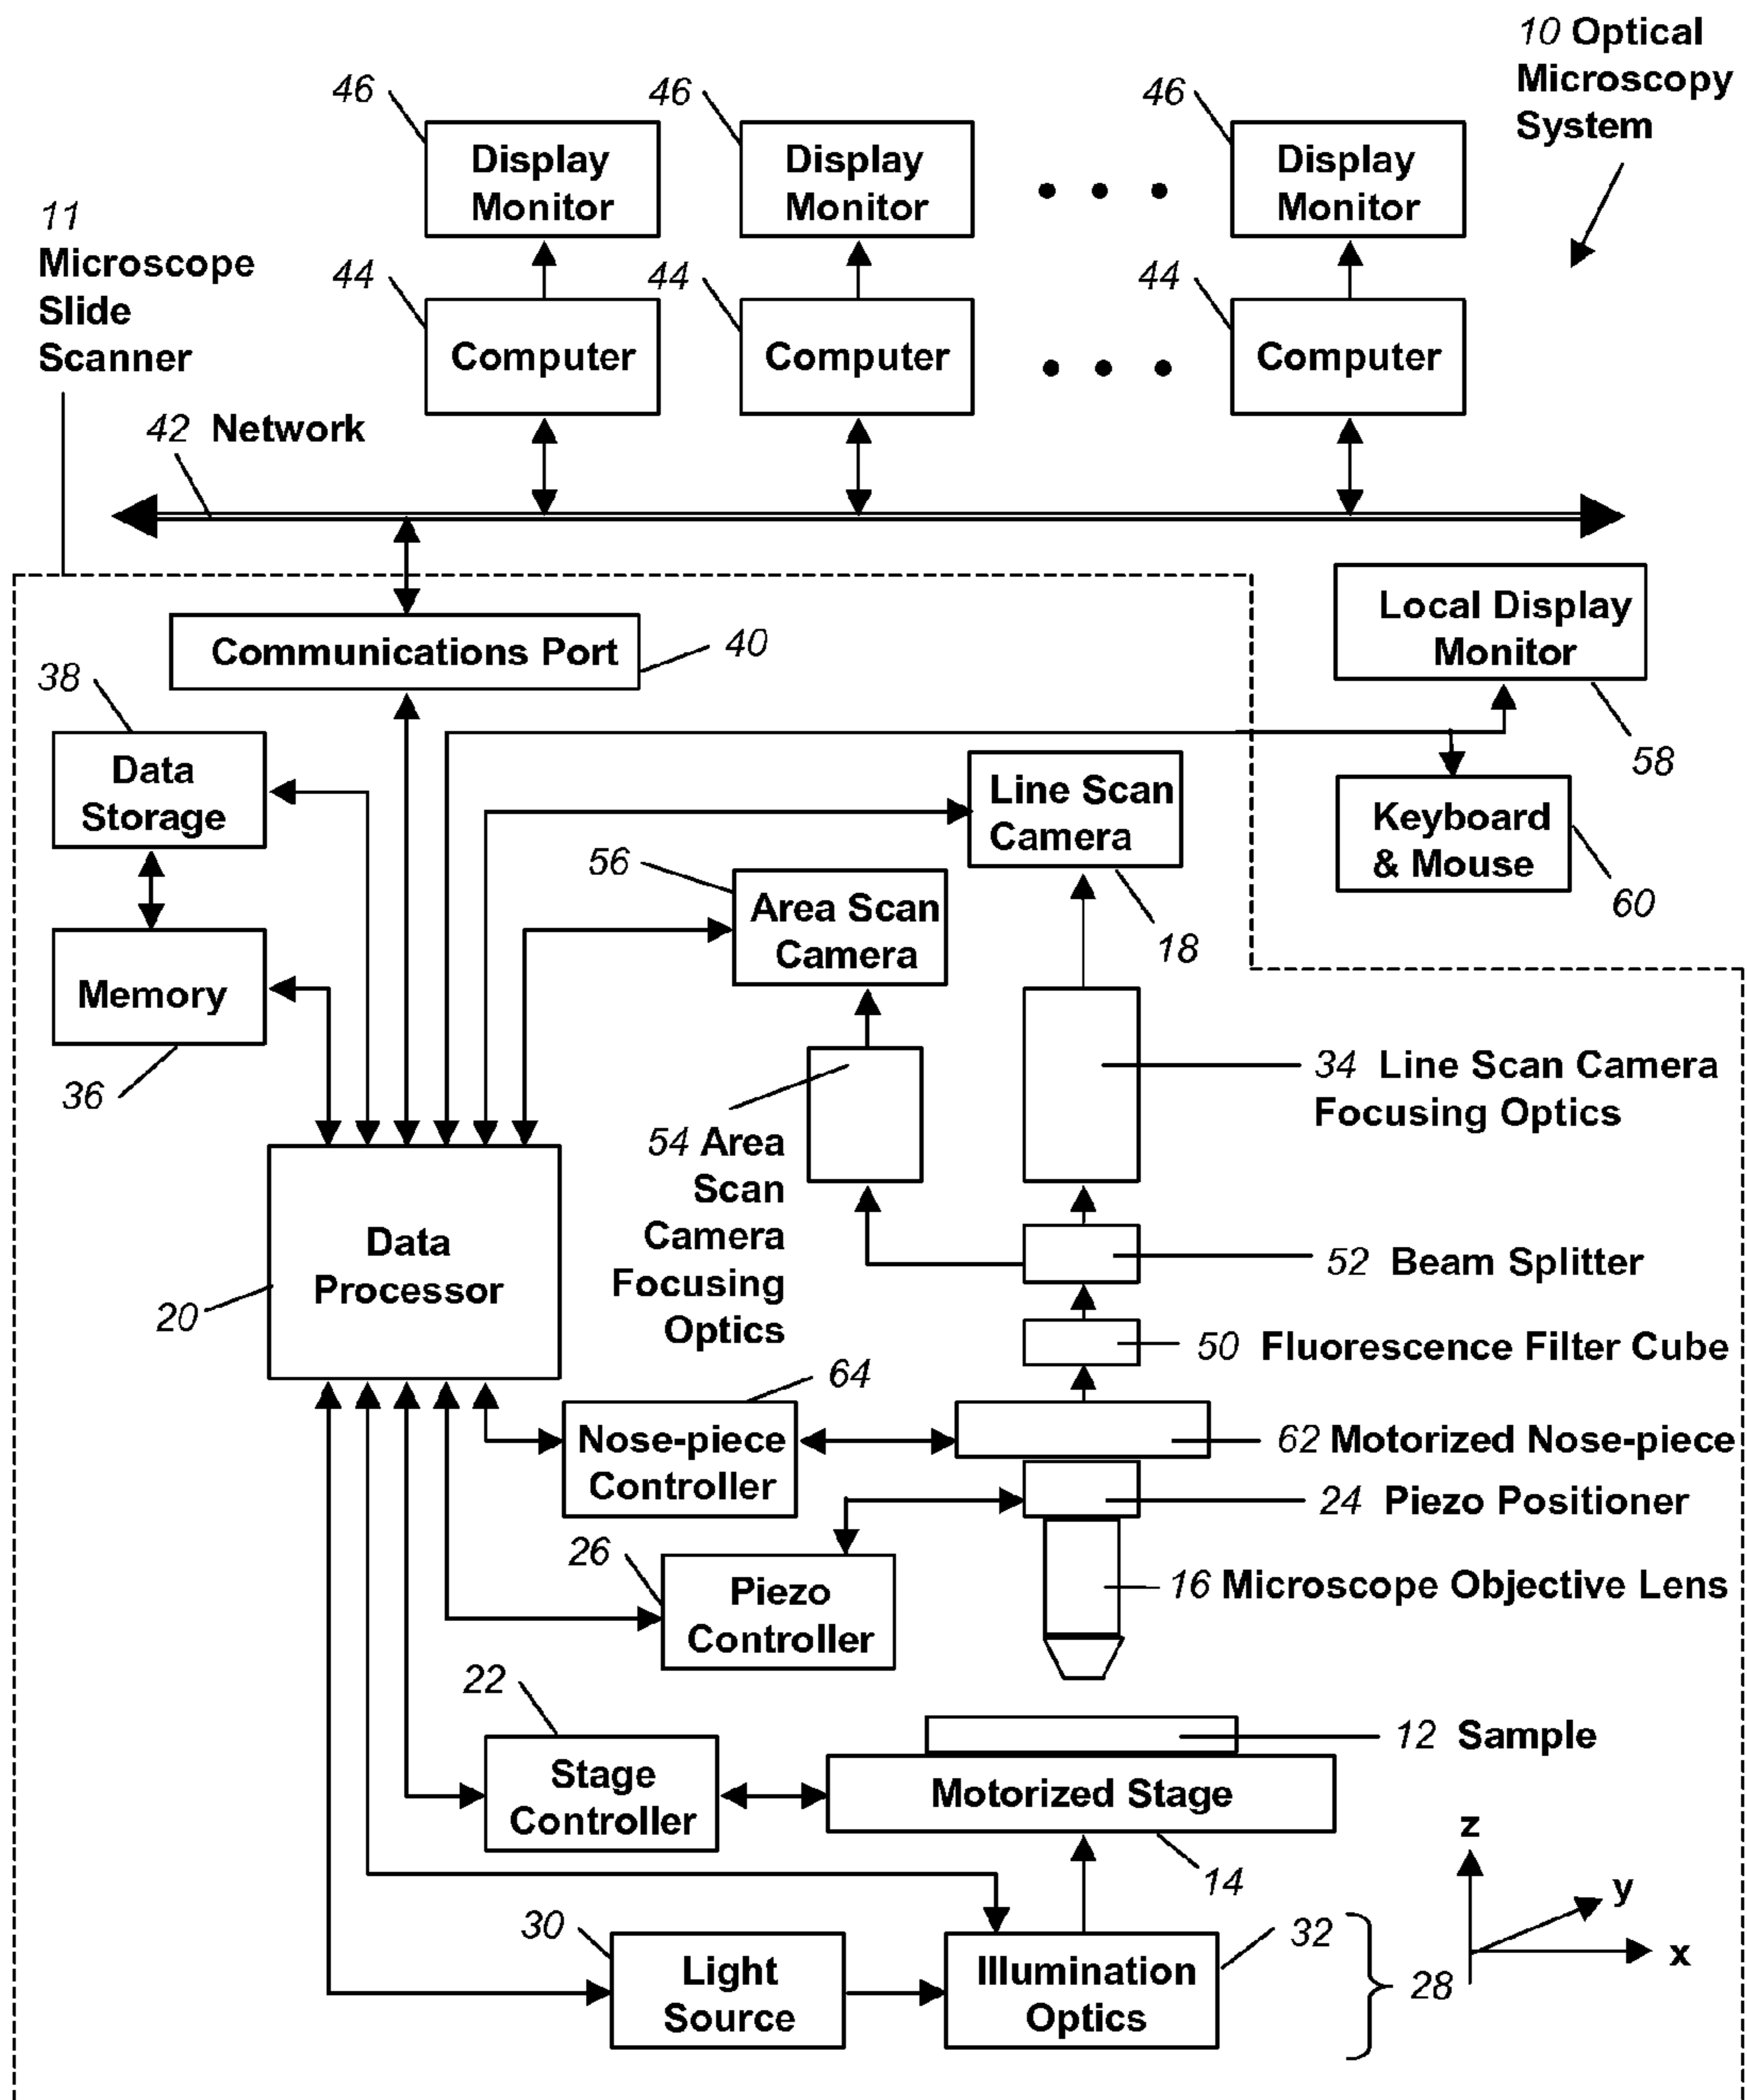 10 Optical
Microscopy
System
46
46
46
Display
Monitor
Display
Monitor
Display
Monitor
11
Microscope
Slide
Scanner
44
44
44
Computer
Computer
Computer
42 Network
Local Display
Monitor
58
Communications Port
40
38
Data
Storage
Line Scan
Camera
18
Keyboard
& Mouse
60
56
Area Scan
Camera
Memory
36
34 Line Scan Camera
Focusing Optics
54 Area
Scan
Camera
Focusing
Optics
Data
Processor
20
52 Beam Splitter
50 Fluorescence Filter Cube
64
Nose-piece
Controller
62 Motorized Nose-piece
24 Piezo Positioner
26
Piezo
Controller
16 Microscope Objective Lens
22
Stage
Controller
12 Sample
Motorized Stage
14
z
y
x
30
Light
Source
Illumination
Optics
32
28